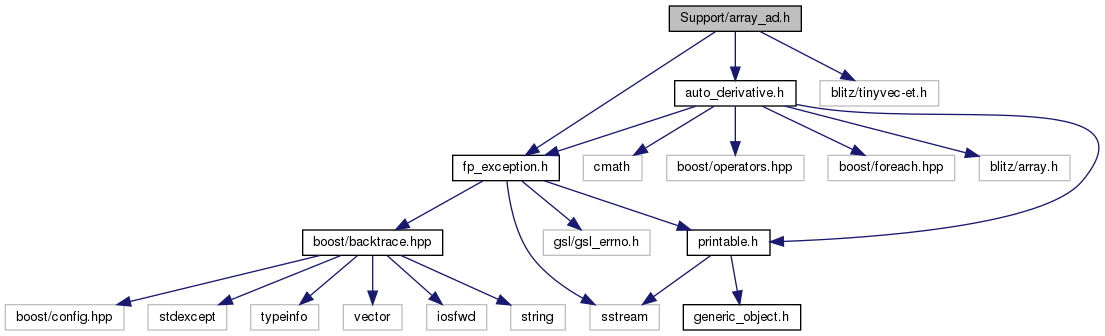 Support/array_ad.h
auto_derivative.h
blitz/tinyvec-et.h
fp_exception.h
cmath
boost/operators.hpp
boost/foreach.hpp
blitz/array.h
boost/backtrace.hpp
gsl/gsl_errno.h
printable.h
boost/config.hpp
stdexcept
typeinfo
vector
iosfwd
string
sstream
generic_object.h